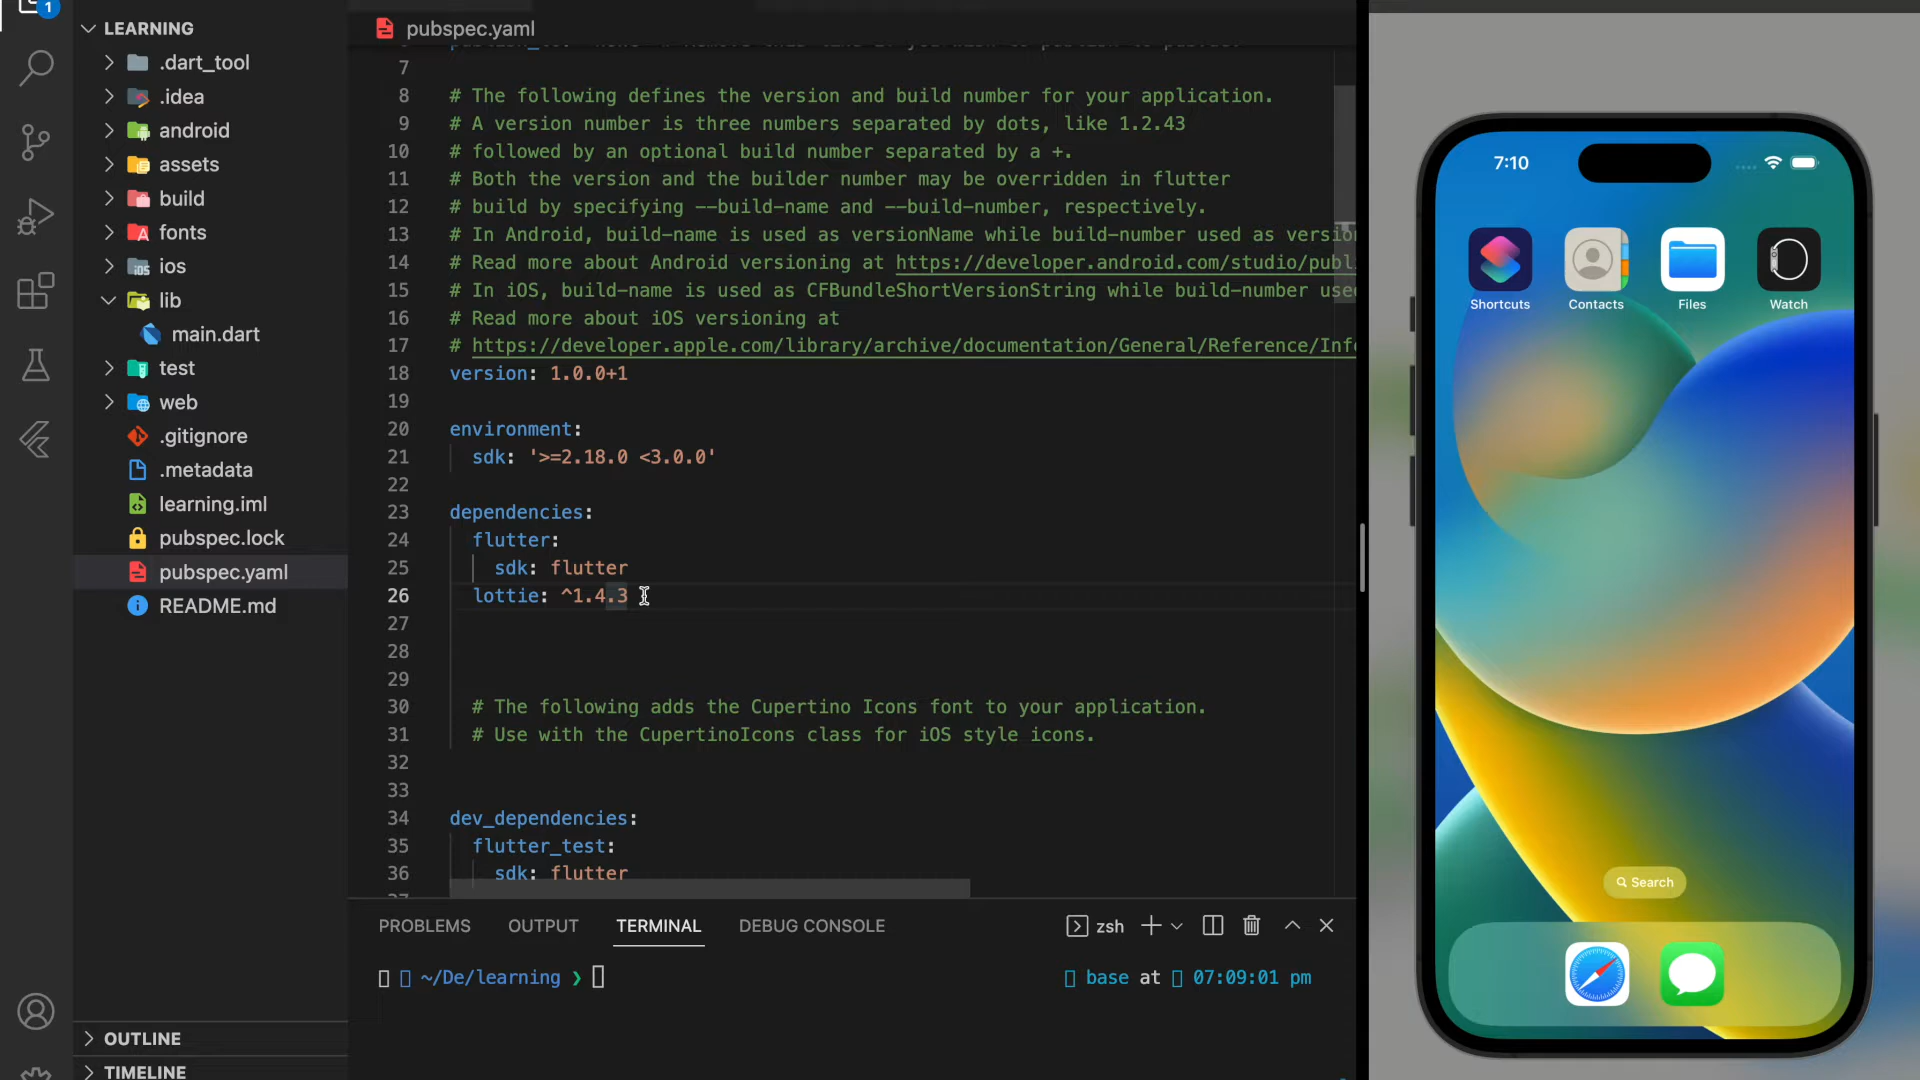 1
LEARNING
.dart_tool
.idea
android
assets
build
fonts
ios
lib
main.dart
test
web
.gitignore
.metadata
learning.iml
pubspec.lock
pubspec.yaml
README.md
OUTLINE
TIMELINE
pubspec.yaml
7
8 # The following defines the version and build number for your application.
9 # A version number is three numbers separated by dots, like 1.2.43
10 # followed by an optional build number separated by a +.
11 # Both the version and the builder number may be overridden in flutter
12 # build by specifying --build-name and --build-number, respectively.
13 # In Android, build-name is used as versionName while build-number used as versio
14 # Read more about Android versioning at https://developer.android.com/studio/publ
15 # In iOS, build-name is used as CFBundleShortVersionString while build-number use
16 # Read more about iOS versioning at
17 # https://developer.apple.com/library/archive/documentation/General/Reference/Inf
18 version: 1.0.0+1
19
20 environment:
21 sdk: '>=2.18.0 <3.0.0'
22
23 dependencies:
24 flutter:
25 sdk: flutter
26 lottie: ^1.4.3
27
28
29
30 # The following adds the Cupertino Icons font to your application.
31 # Use with the CupertinoIcons class for iOS style icons.
32
33
34 dev_dependencies:
35 flutter_test:
36 sdk: flutter
PROBLEMS OUTPUT TERMINAL DEBUG CONSOLE
zsh
~/De/learning ❯
base at 07:09:01 pm
7:10
Shortcuts Contacts Files Watch
Search